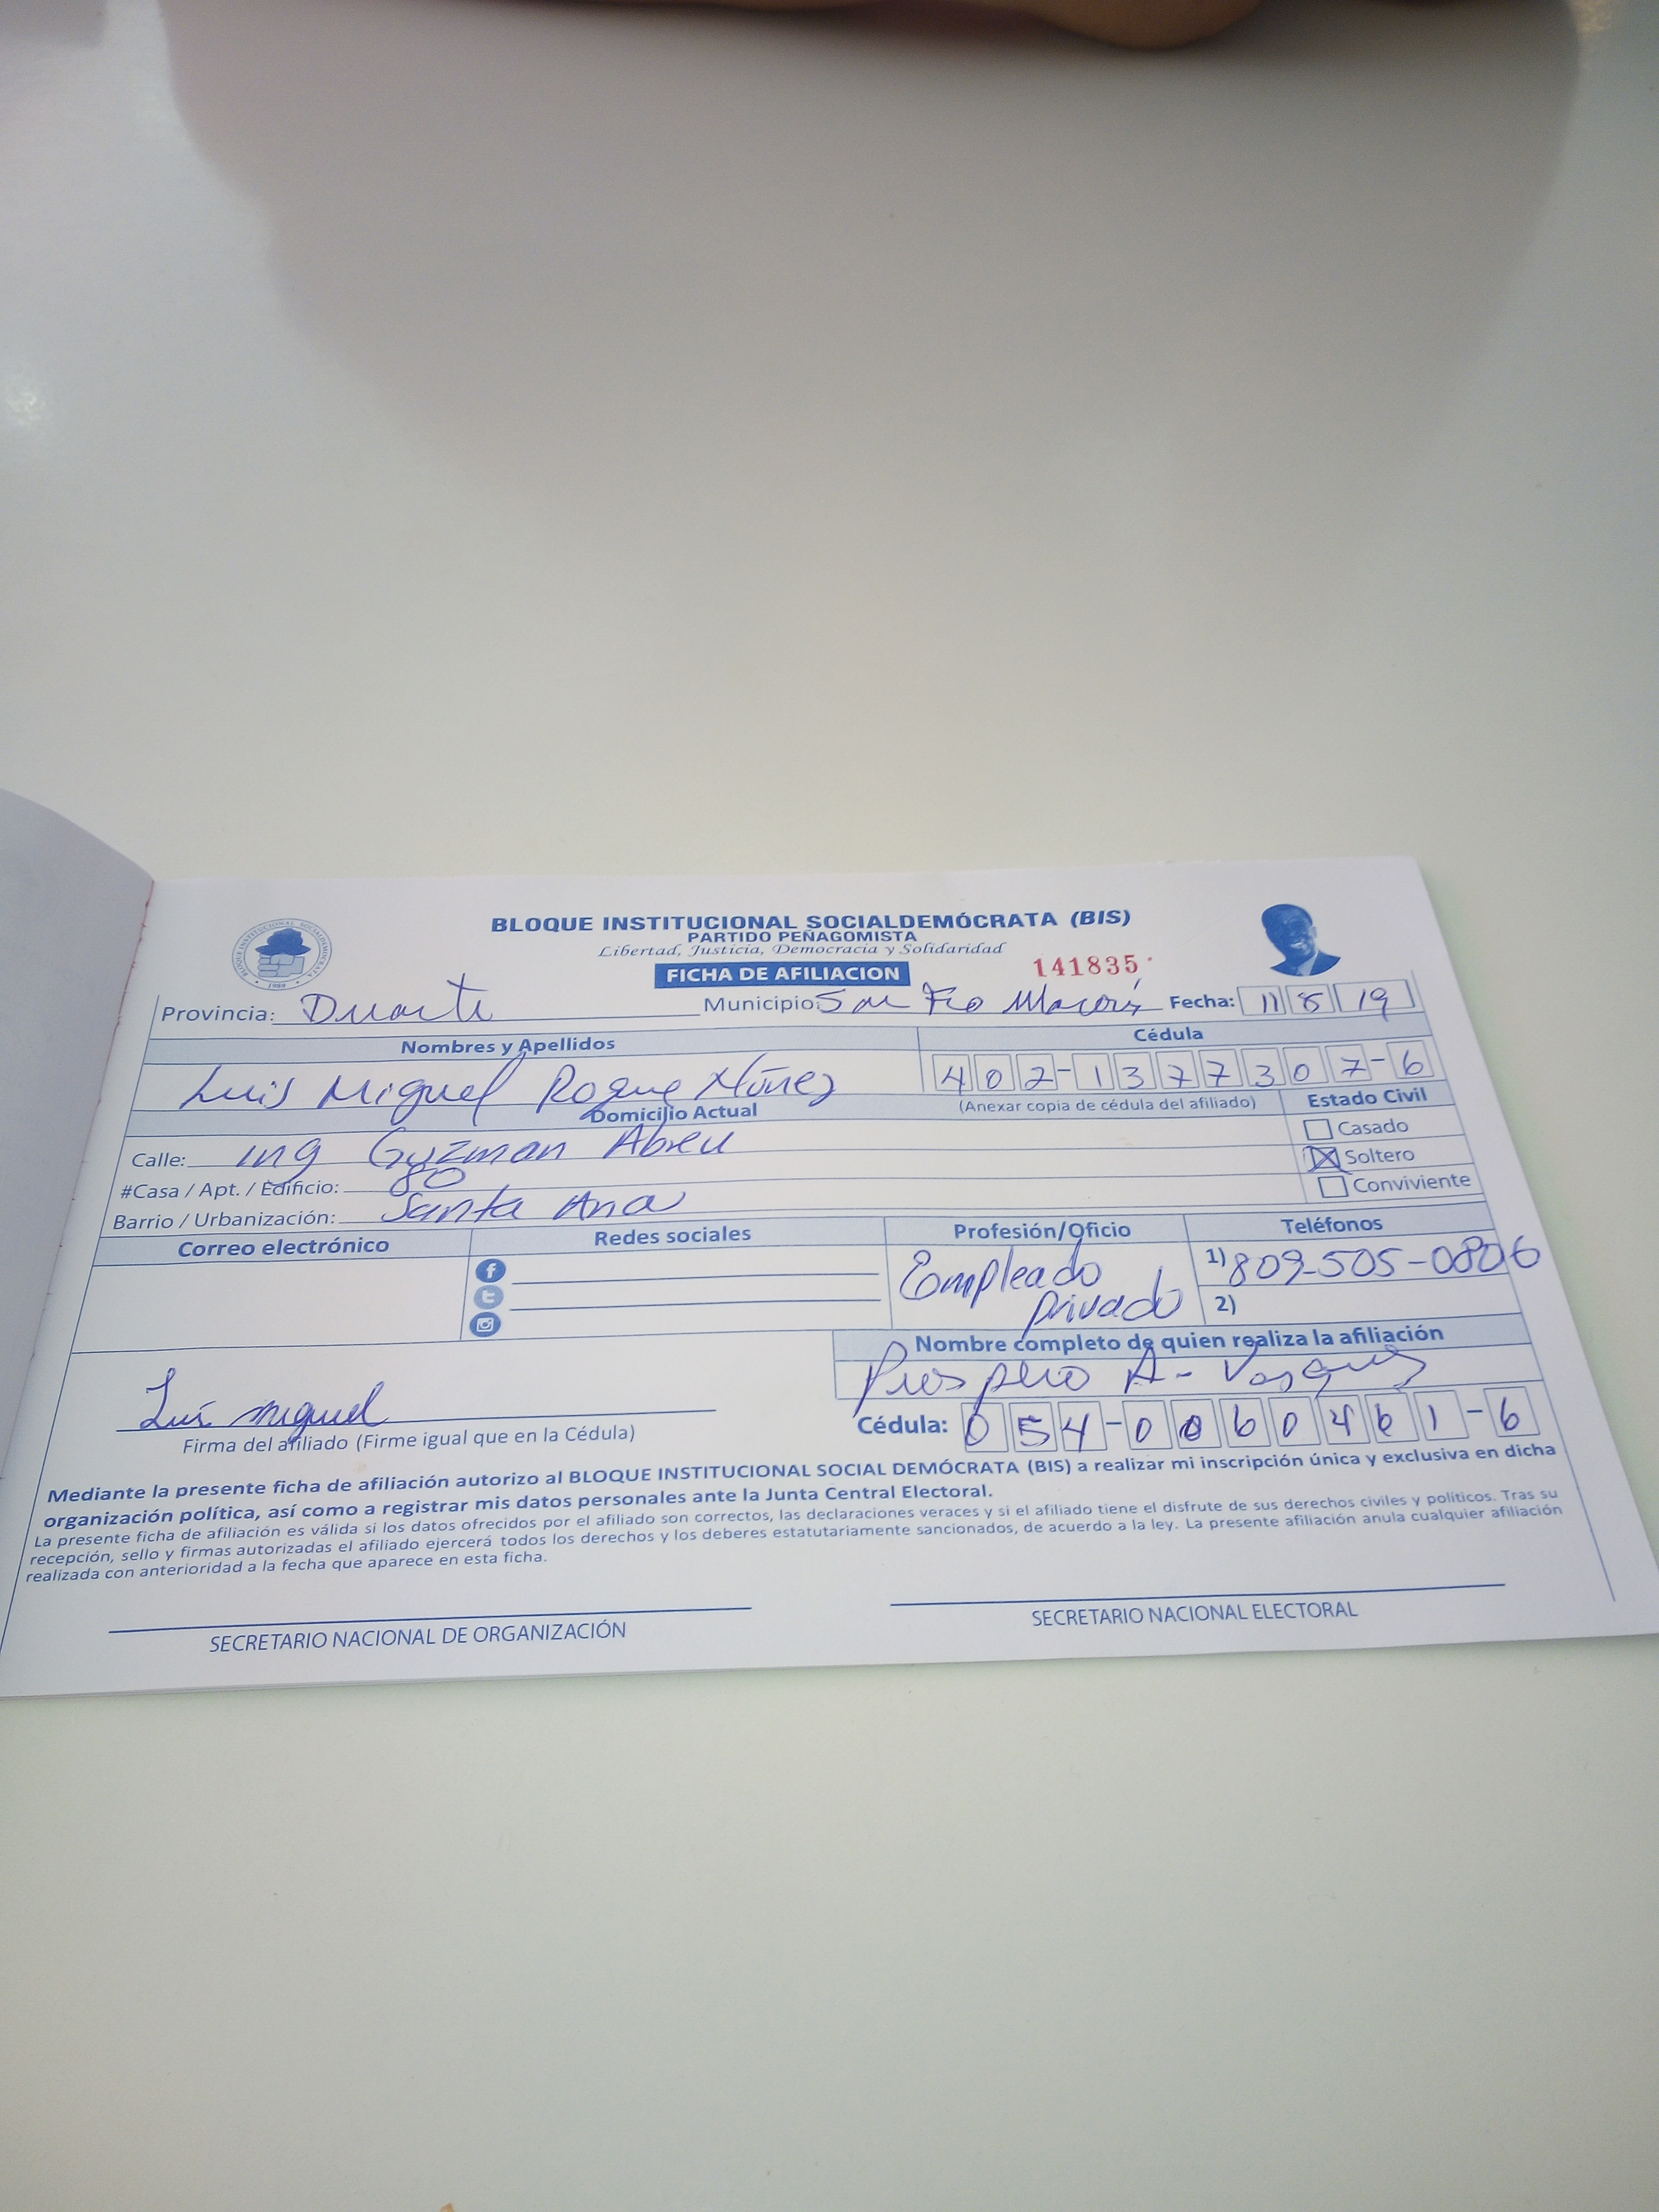 BLOQUE INSTITUCIONAL SOCIALDEMÓCRATA (BIS)
PARTIDO PEÑAGOMISTA
Libertad, Justicia, Democracia y Solidaridad
FICHA DE AFILIACION 141835
BLOQUE INSTITUCIONAL SOCIALDEMOCRATA
1989
Provincia: Duarte Municipio: San Fco Macorís Fecha: 11 8 19
Nombres y Apellidos Cédula
Luis Miguel Roque Núñez 402-1377307-6
Domicilio Actual (Anexar copia de cédula del afiliado) Estado Civil
Calle: ing Guzman Abreu Casado
#Casa / Apt. / Edificio: 80 Soltero
Barrio / Urbanización: Santa Ana Conviviente
Correo electrónico Redes sociales Profesión/Oficio Teléfonos
Empleado privado 1) 809-505-0806
2)
Nombre completo de quien realiza la afiliación
Prospero A- Vasquez
Luis Miguel Cédula: 054-0060461-6
Firma del afiliado (Firme igual que en la Cédula)
Mediante la presente ficha de afiliación autorizo al BLOQUE INSTITUCIONAL SOCIAL DEMÓCRATA (BIS) a realizar mi inscripción única y exclusiva en dicha
organización política, así como a registrar mis datos personales ante la Junta Central Electoral.
La presente ficha de afiliación es válida si los datos ofrecidos por el afiliado son correctos, las declaraciones veraces y si el afiliado tiene el disfrute de sus derechos civiles y políticos. Tras su
recepción, sello y firmas autorizadas el afiliado ejercerá todos los derechos y los deberes estatutariamente sancionados, de acuerdo a la ley. La presente afiliación anula cualquier afiliación
realizada con anterioridad a la fecha que aparece en esta ficha.
SECRETARIO NACIONAL DE ORGANIZACIÓN SECRETARIO NACIONAL ELECTORAL